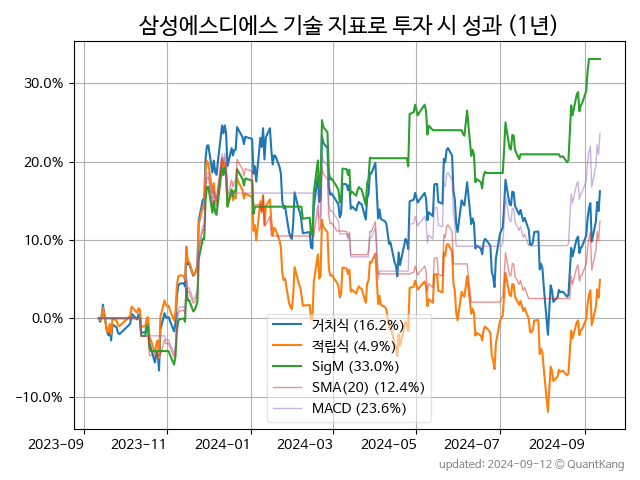 삼성에스디에스 기술 지표로 투자 시 성과 (1년)
30.0%
20.0%
10.0%
0.0%
−10.0%
거치식 (16.2%)
적립식 (4.9%)
SigM (33.0%)
SMA(20) (12.4%)
MACD (23.6%)
2023-09 2023-11 2024-01 2024-03 2024-05 2024-07 2024-09
updated: 2024-09-12 © QuantKang